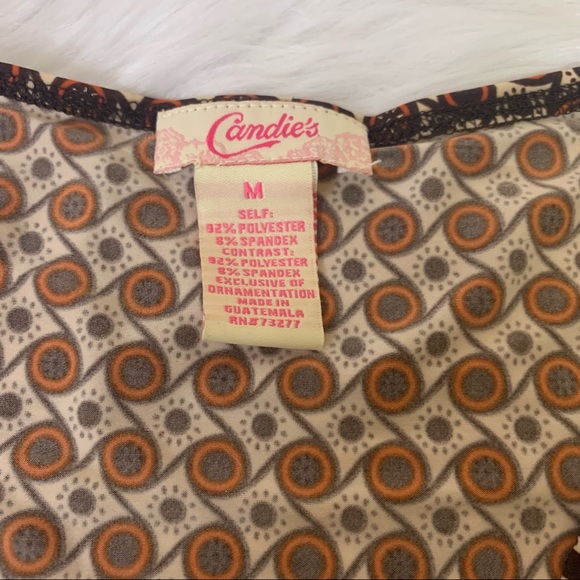 Candie's
M
SELF:
92% POLYESTER
8% SPANDEX
CONTRAST:
92% POLYESTER
8% SPANDEX
EXCLUSIVE OF
ORNAMENTATION
MADE IN
GUATEMALA
RN#73277